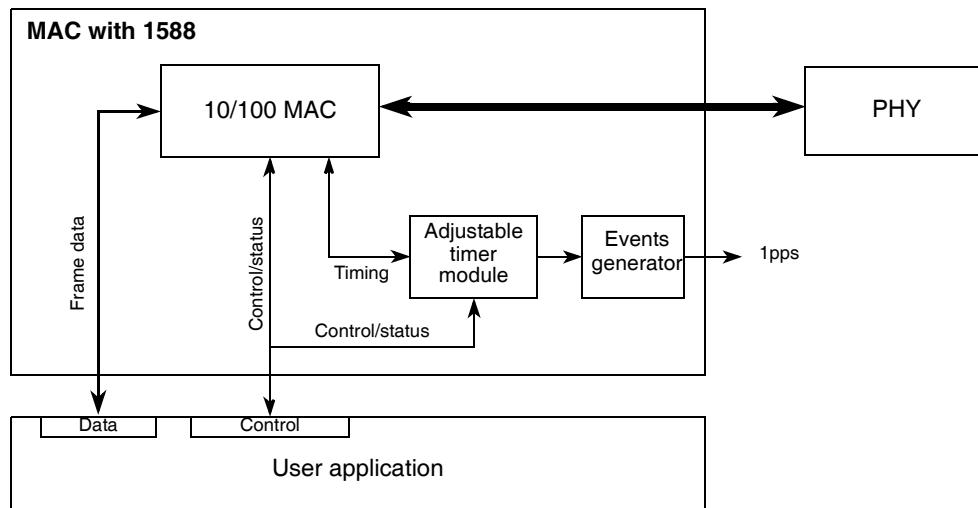 MAC with 1588
10/100 MAC
PHY
Frame data
Control/status
Timing
Adjustable
timer
module
Events
generator
1pps
Control/status
Data
Control
User application